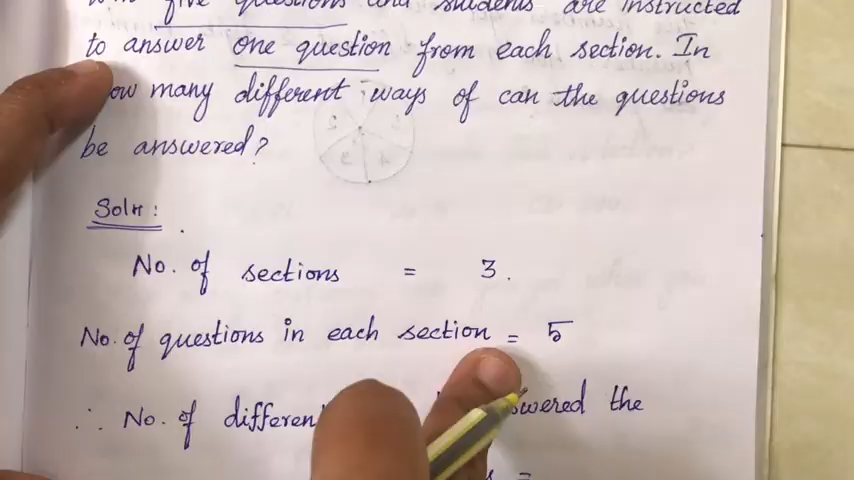 five questions and students are instructed
to answer one question from each section. In
how many different ways of can the questions
be answered?
Soln:
No. of sections = 3.
No. of questions in each section = 5
∴ No. of different answered the
=